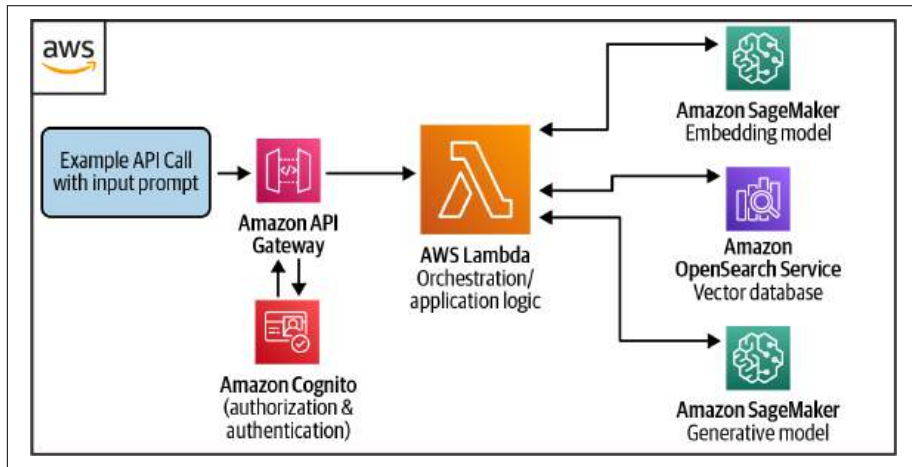 aws
Example API Call
with input prompt
Amazon API
Gateway
Amazon Cognito
(authorization &
authentication)
AWS Lambda
Orchestration/
application logic
Amazon SageMaker
Embedding model
Amazon
OpenSearch Service
Vector database
Amazon SageMaker
Generative model